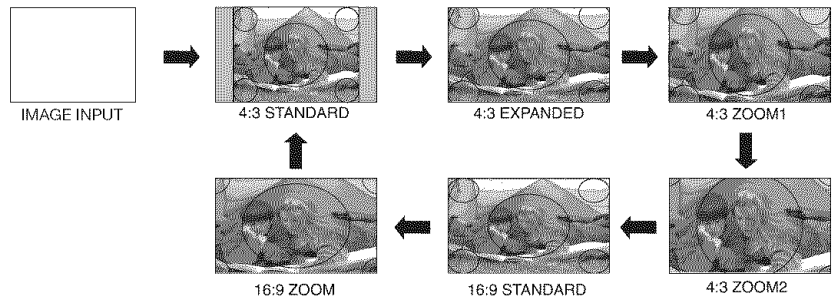 IMAGE INPUT
4:3 STANDARD
4:3 EXPANDED
4:3 ZOOM1
16:9 ZOOM
16:9 STANDARD
4:3 ZOOM2